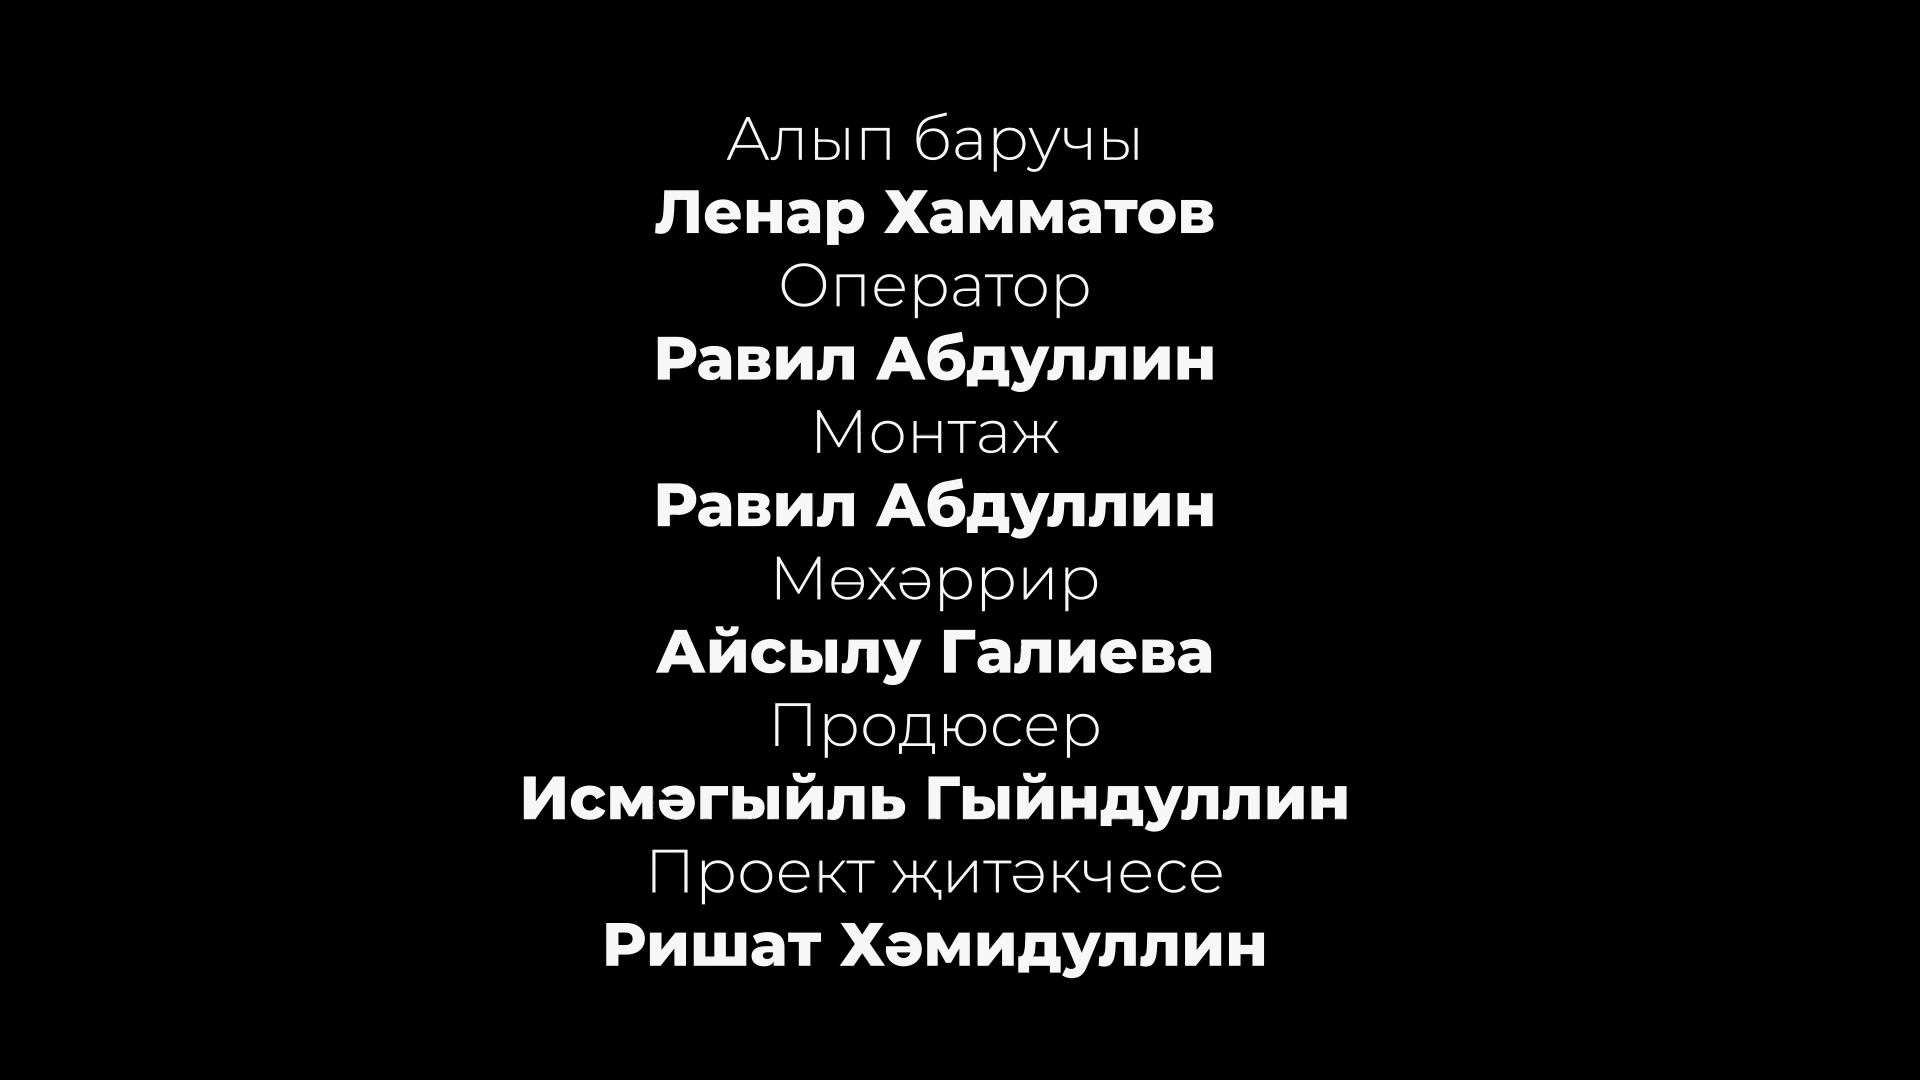 Алып баручы
Ленар Хамматов
Оператор
Равил Абдуллин
Монтаж
Равил Абдуллин
Мөхәррир
Айсылу Галиева
Продюсер
Исмәгыйль Гыйндуллин
Проект җитәкчесе
Ришат Хәмидуллин